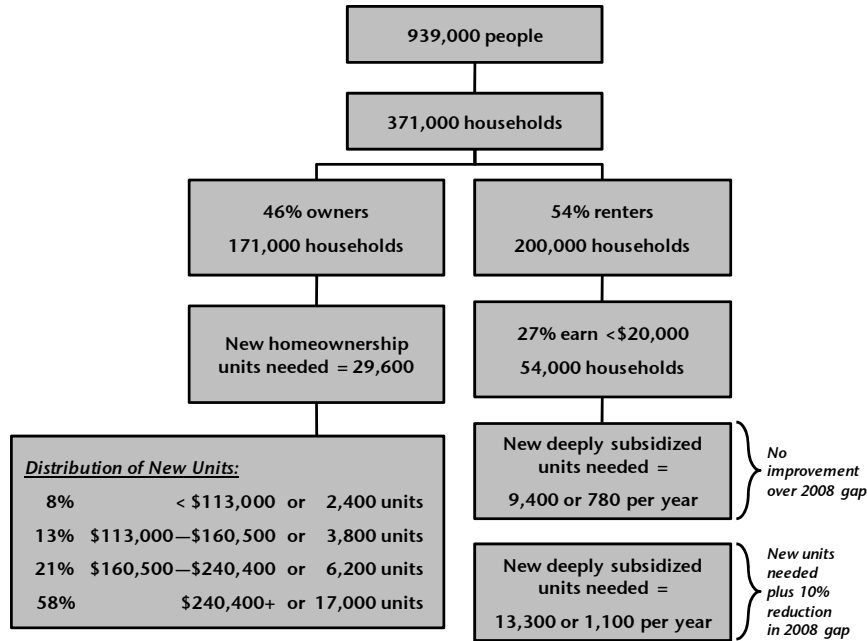 939,000 people
371,000 households
46% owners
171,000 households
54% renters
200,000 households
New homeownership
units needed = 29,600
27% earn <$20,000
54,000 households
Distribution of New Units:
8% < $113,000 or 2,400 units
13% $113,000—$160,500 or 3,800 units
21% $160,500—$240,400 or 6,200 units
58% $240,400+ or 17,000 units
New deeply subsidized
units needed =
9,400 or 780 per year
No
improvement
over 2008 gap
New deeply subsidized
units needed =
13,300 or 1,100 per year
New units
needed
plus 10%
reduction
in 2008 gap